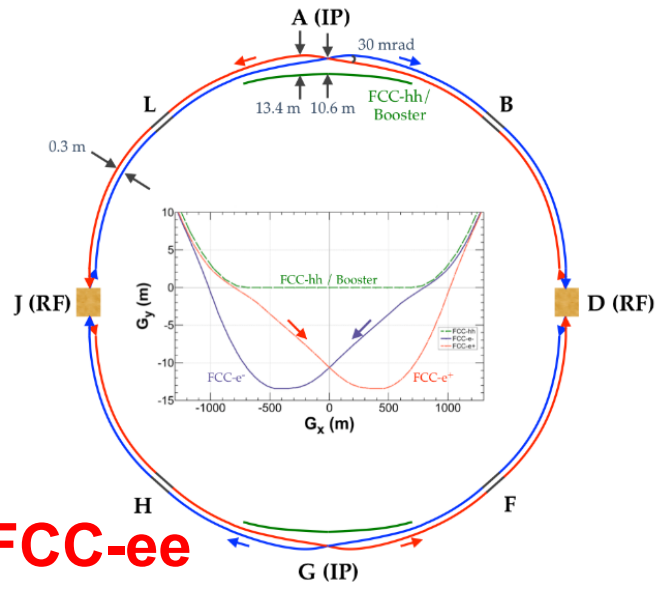 A (IP)
30 mrad
L
13.4 m
10.6 m
FCC-hh/
Booster
B
0.3 m
10
5
0
-5
-10
-15
G_y (m)
FCC-hh / Booster
FCC-hh
FCC-e-
FCC-e+
FCC-e⁻
FCC-e⁺
-1000
-500
0
500
1000
G_x (m)
J (RF)
D (RF)
H
F
FCC-ee
G (IP)